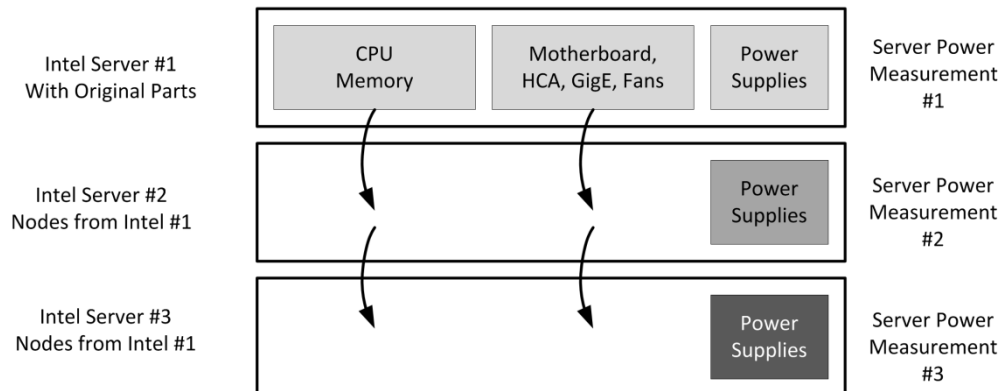 Intel Server #1
With Original Parts
CPU
Memory
Motherboard,
HCA, GigE, Fans
Power
Supplies
Server Power
Measurement
#1
Intel Server #2
Nodes from Intel #1
Power
Supplies
Server Power
Measurement
#2
Intel Server #3
Nodes from Intel #1
Power
Supplies
Server Power
Measurement
#3